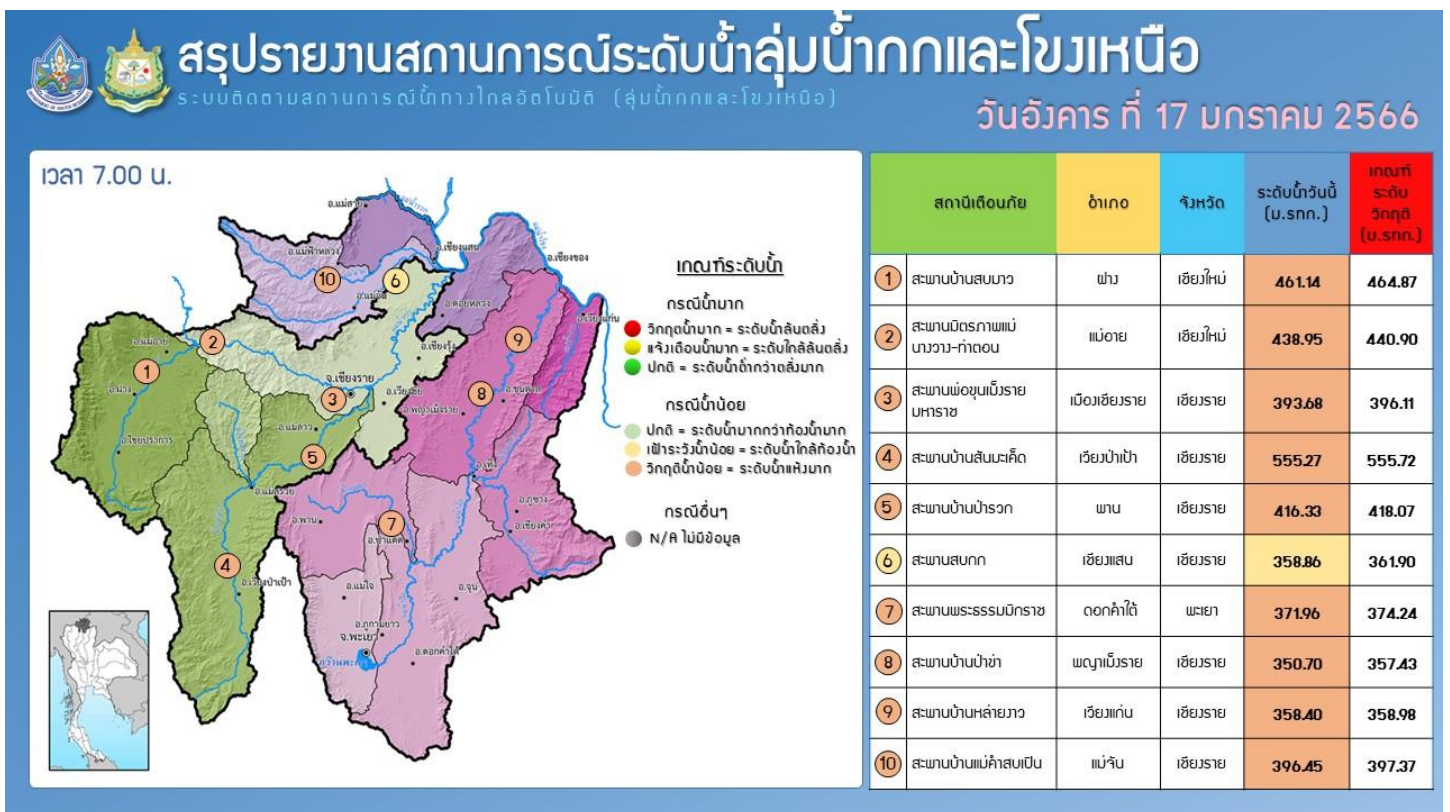 สรุปรายงานสถานการณ์ระดับน้ำลุ่มน้ำกกและโขงเหนือ
ระบบติดตามสถานการณ์น้ำทางไกลอัตโนมัติ (ลุ่มน้ำกกและโขงเหนือ)
วันอังคาร ที่ 17 มกราคม 2566
เวลา 7.00 น.
อ.แม่สาย
อ.แม่ฟ้าหลวง
อ.เชียงแสน
อ.เชียงของ
10
6
อ.ดอยหลวง
อ.เวียงแก่น
2
9
อ.แม่อาย
อ.เชียงรุ้ง
1
จ.เชียงราย
8
อ.ขุนตาล
อ.ฝาง
3
อ.พญาเม็งราย
อ.แม่ลาว
อ.ไชยปราการ
5
อ.เทิง
อ.แม่สรวย
อ.ภูซาง
อ.พาน
7
อ.เชียงคำ
อ.ป่าแดด
4
อ.เวียงป่าเป้า
อ.แม่ใจ
อ.จุน
อ.ภูกามยาว
จ.พะเยา
อ.ดอกคำใต้
เกณฑ์ระดับน้ำ
กรณีน้ำมาก
วิกฤตน้ำมาก = ระดับน้ำล้นตลิ่ง
แจ้งเตือนน้ำมาก = ระดับใกล้ล้นตลิ่ง
ปกติ = ระดับน้ำต่ำกว่าตลิ่งมาก
กรณีน้ำน้อย
ปกติ = ระดับน้ำมากกว่าท้องน้ำมาก
เฝ้าระวังน้ำน้อย = ระดับน้ำใกล้ท้องน้ำ
วิกฤติน้ำน้อย = ระดับน้ำแห้งมาก
กรณีอื่นๆ
N/A ไม่มีข้อมูล
สถานีเตือนภัย อำเภอ จังหวัด ระดับน้ำวันนี้ (ม.รทก.) เกณฑ์ระดับวิกฤติ (ม.รทก.)
1 สะพานบ้านสบมาว ฝาง เชียงใหม่ 461.14 464.87
2 สะพานมิตรภาพแม่นางวาง-ท่าตอน แม่อาย เชียงใหม่ 438.95 440.90
3 สะพานพ่อขุนเม็งรายมหาราช เมืองเชียงราย เชียงราย 393.68 396.11
4 สะพานบ้านสันมะเค็ด เวียงป่าเป้า เชียงราย 555.27 555.72
5 สะพานบ้านป่ารวก พาน เชียงราย 416.33 418.07
6 สะพานสบกก เชียงแสน เชียงราย 358.86 361.90
7 สะพานพระธรรมมิกราช ดอกคำใต้ พะเยา 371.96 374.24
8 สะพานบ้านป่าข่า พญาเม็งราย เชียงราย 350.70 357.43
9 สะพานบ้านหล่ายงาว เวียงแก่น เชียงราย 358.40 358.98
10 สะพานบ้านแม่คำสบเปิน แม่จัน เชียงราย 396.45 397.37